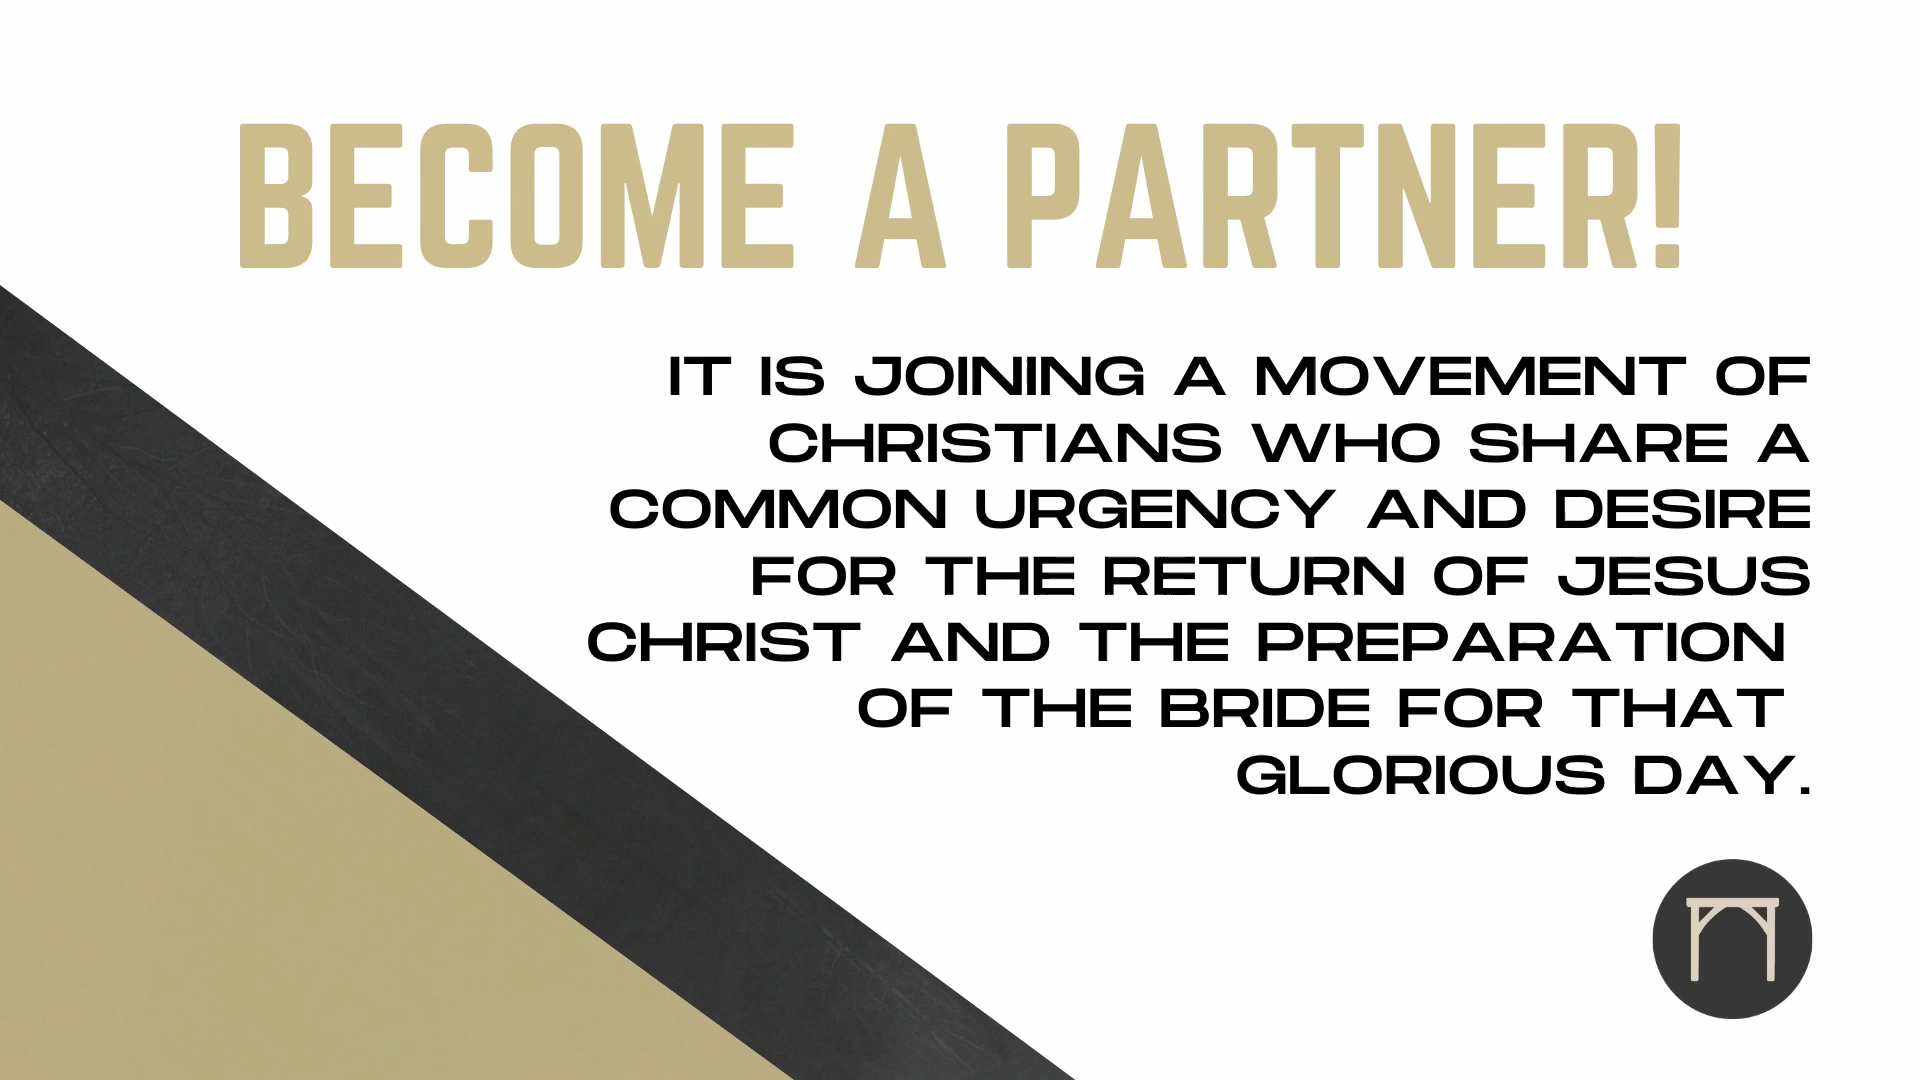 BECOME A PARTNER!
IT IS JOINING A MOVEMENT OF
CHRISTIANS WHO SHARE A
COMMON URGENCY AND DESIRE
FOR THE RETURN OF JESUS
CHRIST AND THE PREPARATION
OF THE BRIDE FOR THAT
GLORIOUS DAY.